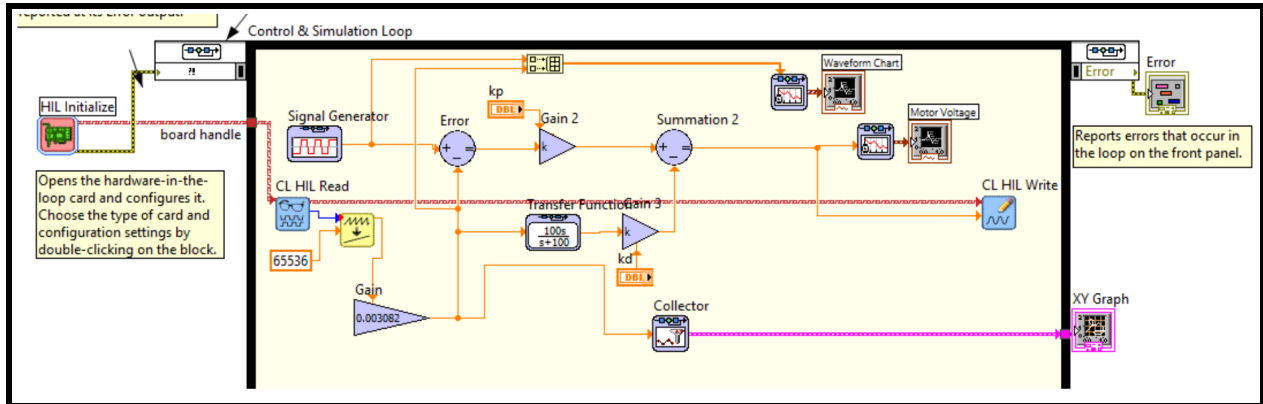 reported at its Error output.
Control & Simulation Loop
?!
Error
Error
HIL Initialize
board handle
Signal Generator
Error
kp
DBL
Gain 2
k
Summation 2
Waveform Chart
Motor Voltage
Reports errors that occur in
the loop on the front panel.
Opens the hardware-in-the-
loop card and configures it.
Choose the type of card and
configuration settings by
double-clicking on the block.
CL HIL Read
65536
Gain
0.003082
Transfer Function
100s
s+100
Gain 3
k
kd
DBL
CL HIL Write
Collector
XY Graph